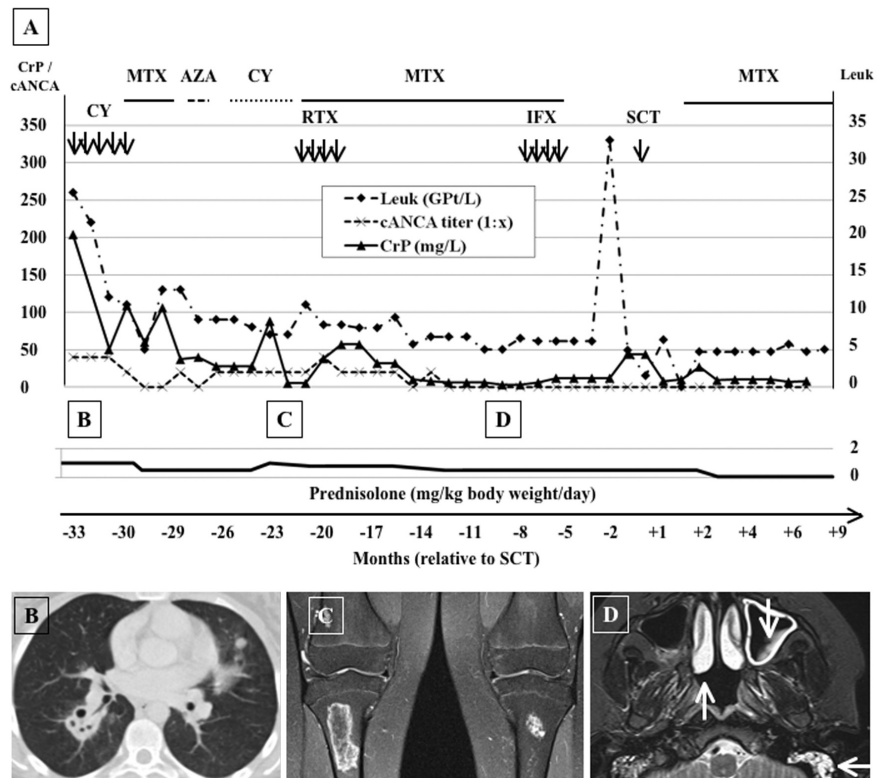 A
CrP / cANCA
MTX AZA CY MTX MTX
Leuk
CY
RTX IFX SCT
350 35
300 30
250 25
200 20
150 15
100 10
50 5
0 0
Leuk (GPt/L)
cANCA titer (1:x)
CrP (mg/L)
B C D
2
0
Prednisolone (mg/kg body weight/day)
-33 -30 -29 -26 -23 -20 -17 -14 -11 -8 -5 -2 +1 +2 +4 +6 +9
Months (relative to SCT)
B C D